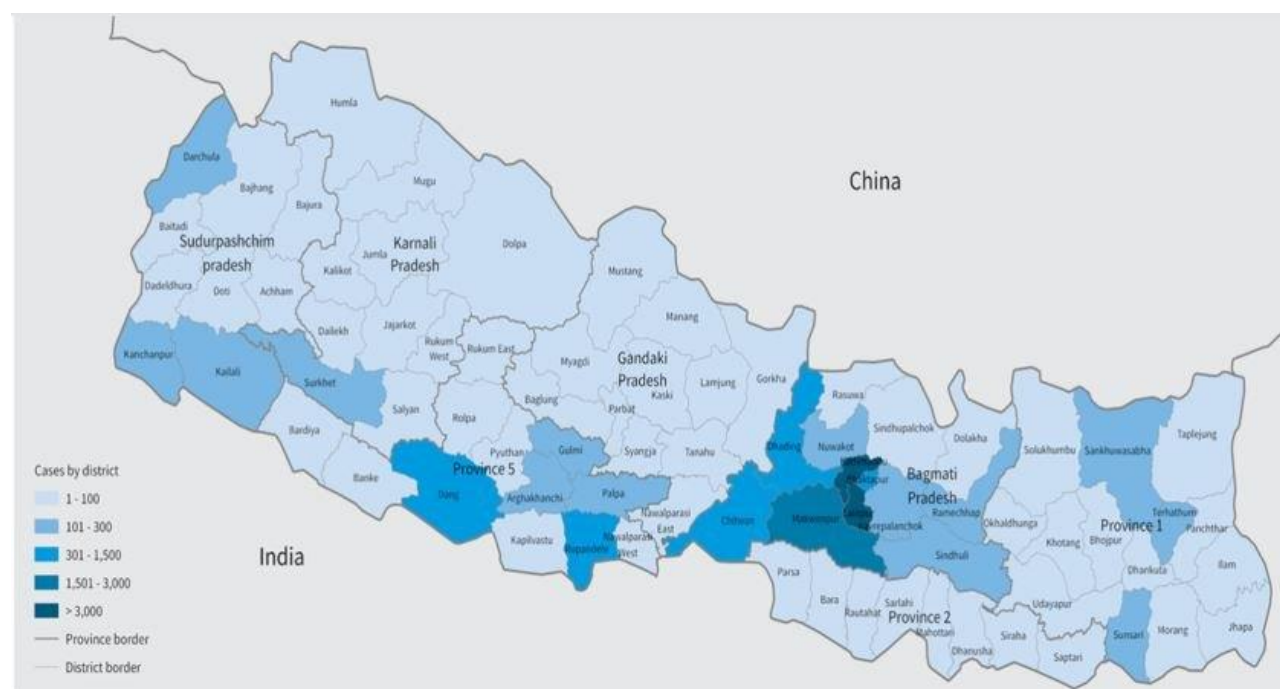 Humla
Darchula
China
Mugu
Bajhang
Bajura
Baitadi
Sudurpashchim
pradesh
Karnali
Pradesh
Dolpa
Jumla
Kalikot
Mustang
Dadeldhura
Doti
Achham
Manang
Dailekh
Jajarkot
Rukum
West
Rukum East
Kanchanpur
Kailali
Surkhet
Myagdi
Gandaki
Pradesh
Kaski
Lamjung
Gorkha
Rasuwa
Salyan
Rolpa
Baglung
Parbat
Sindhupalchok
Dolakha
Solukhumbu
Sankhuwasabha
Taplejung
Bardiya
Banke
Pyuthan
Province 5
Gulmi
Syangja
Tanahu
Dhading
Nuwakot
Bhaktapur
Bagmati
Pradesh
Dang
Arghakhanchi
Palpa
Nawalparasi
East
Chitwan
Makwanpur
Ramechhap
Okhaldhunga
Terhathum
Panchthar
Province 1
Kapilvastu
Rupandehi
Nawalparasi
West
Sindhuli
Khotang
Bhojpur
Dhankuta
Ilam
India
Parsa
Bara
Rautahat
Sarlahi
Province 2
Mahottari
Dhanusha
Siraha
Udayapur
Saptari
Sunsari
Morang
Jhapa
Cases by district
1 - 100
101 - 300
301 - 1,500
1,501 - 3,000
> 3,000
Province border
District border